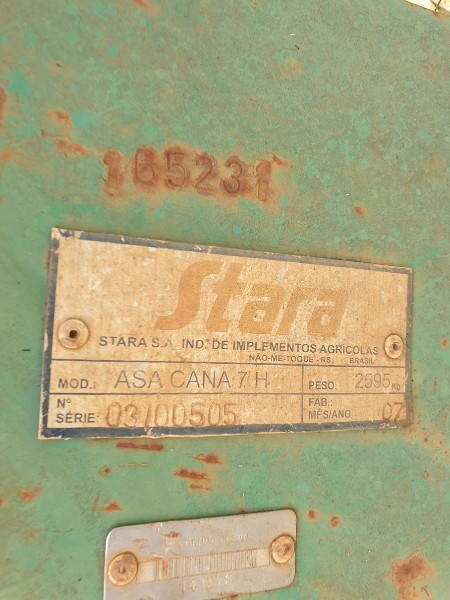 165231
Stara
STARA S.A. IND. DE IMPLEMENTOS AGRÍCOLAS
NÃO-ME-TOQUE - RS. - BRASIL
MOD.: ASA CANA 7 H PESO: 2595 KG
Nº SÉRIE: 03/00505 FAB.: MÊS/ANO 07